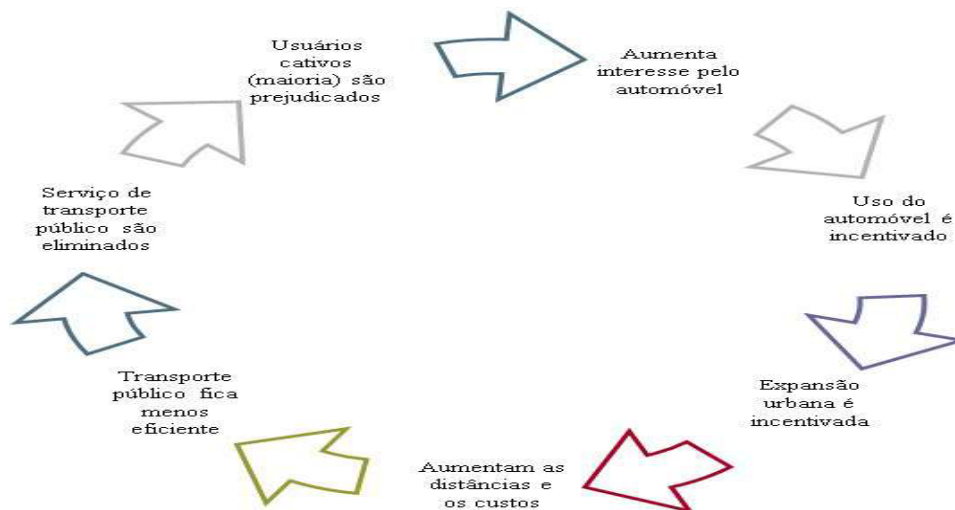 Usuários
cativos
(maioria) são
prejudicados
Aumenta
interesse pelo
automóvel
Uso do
automóvel é
incentivado
Expansão
urbana é
incentivada
Aumentam as
distâncias e
os custos
Transporte
público fica
menos
eficiente
Serviço de
transporte
público são
eliminados